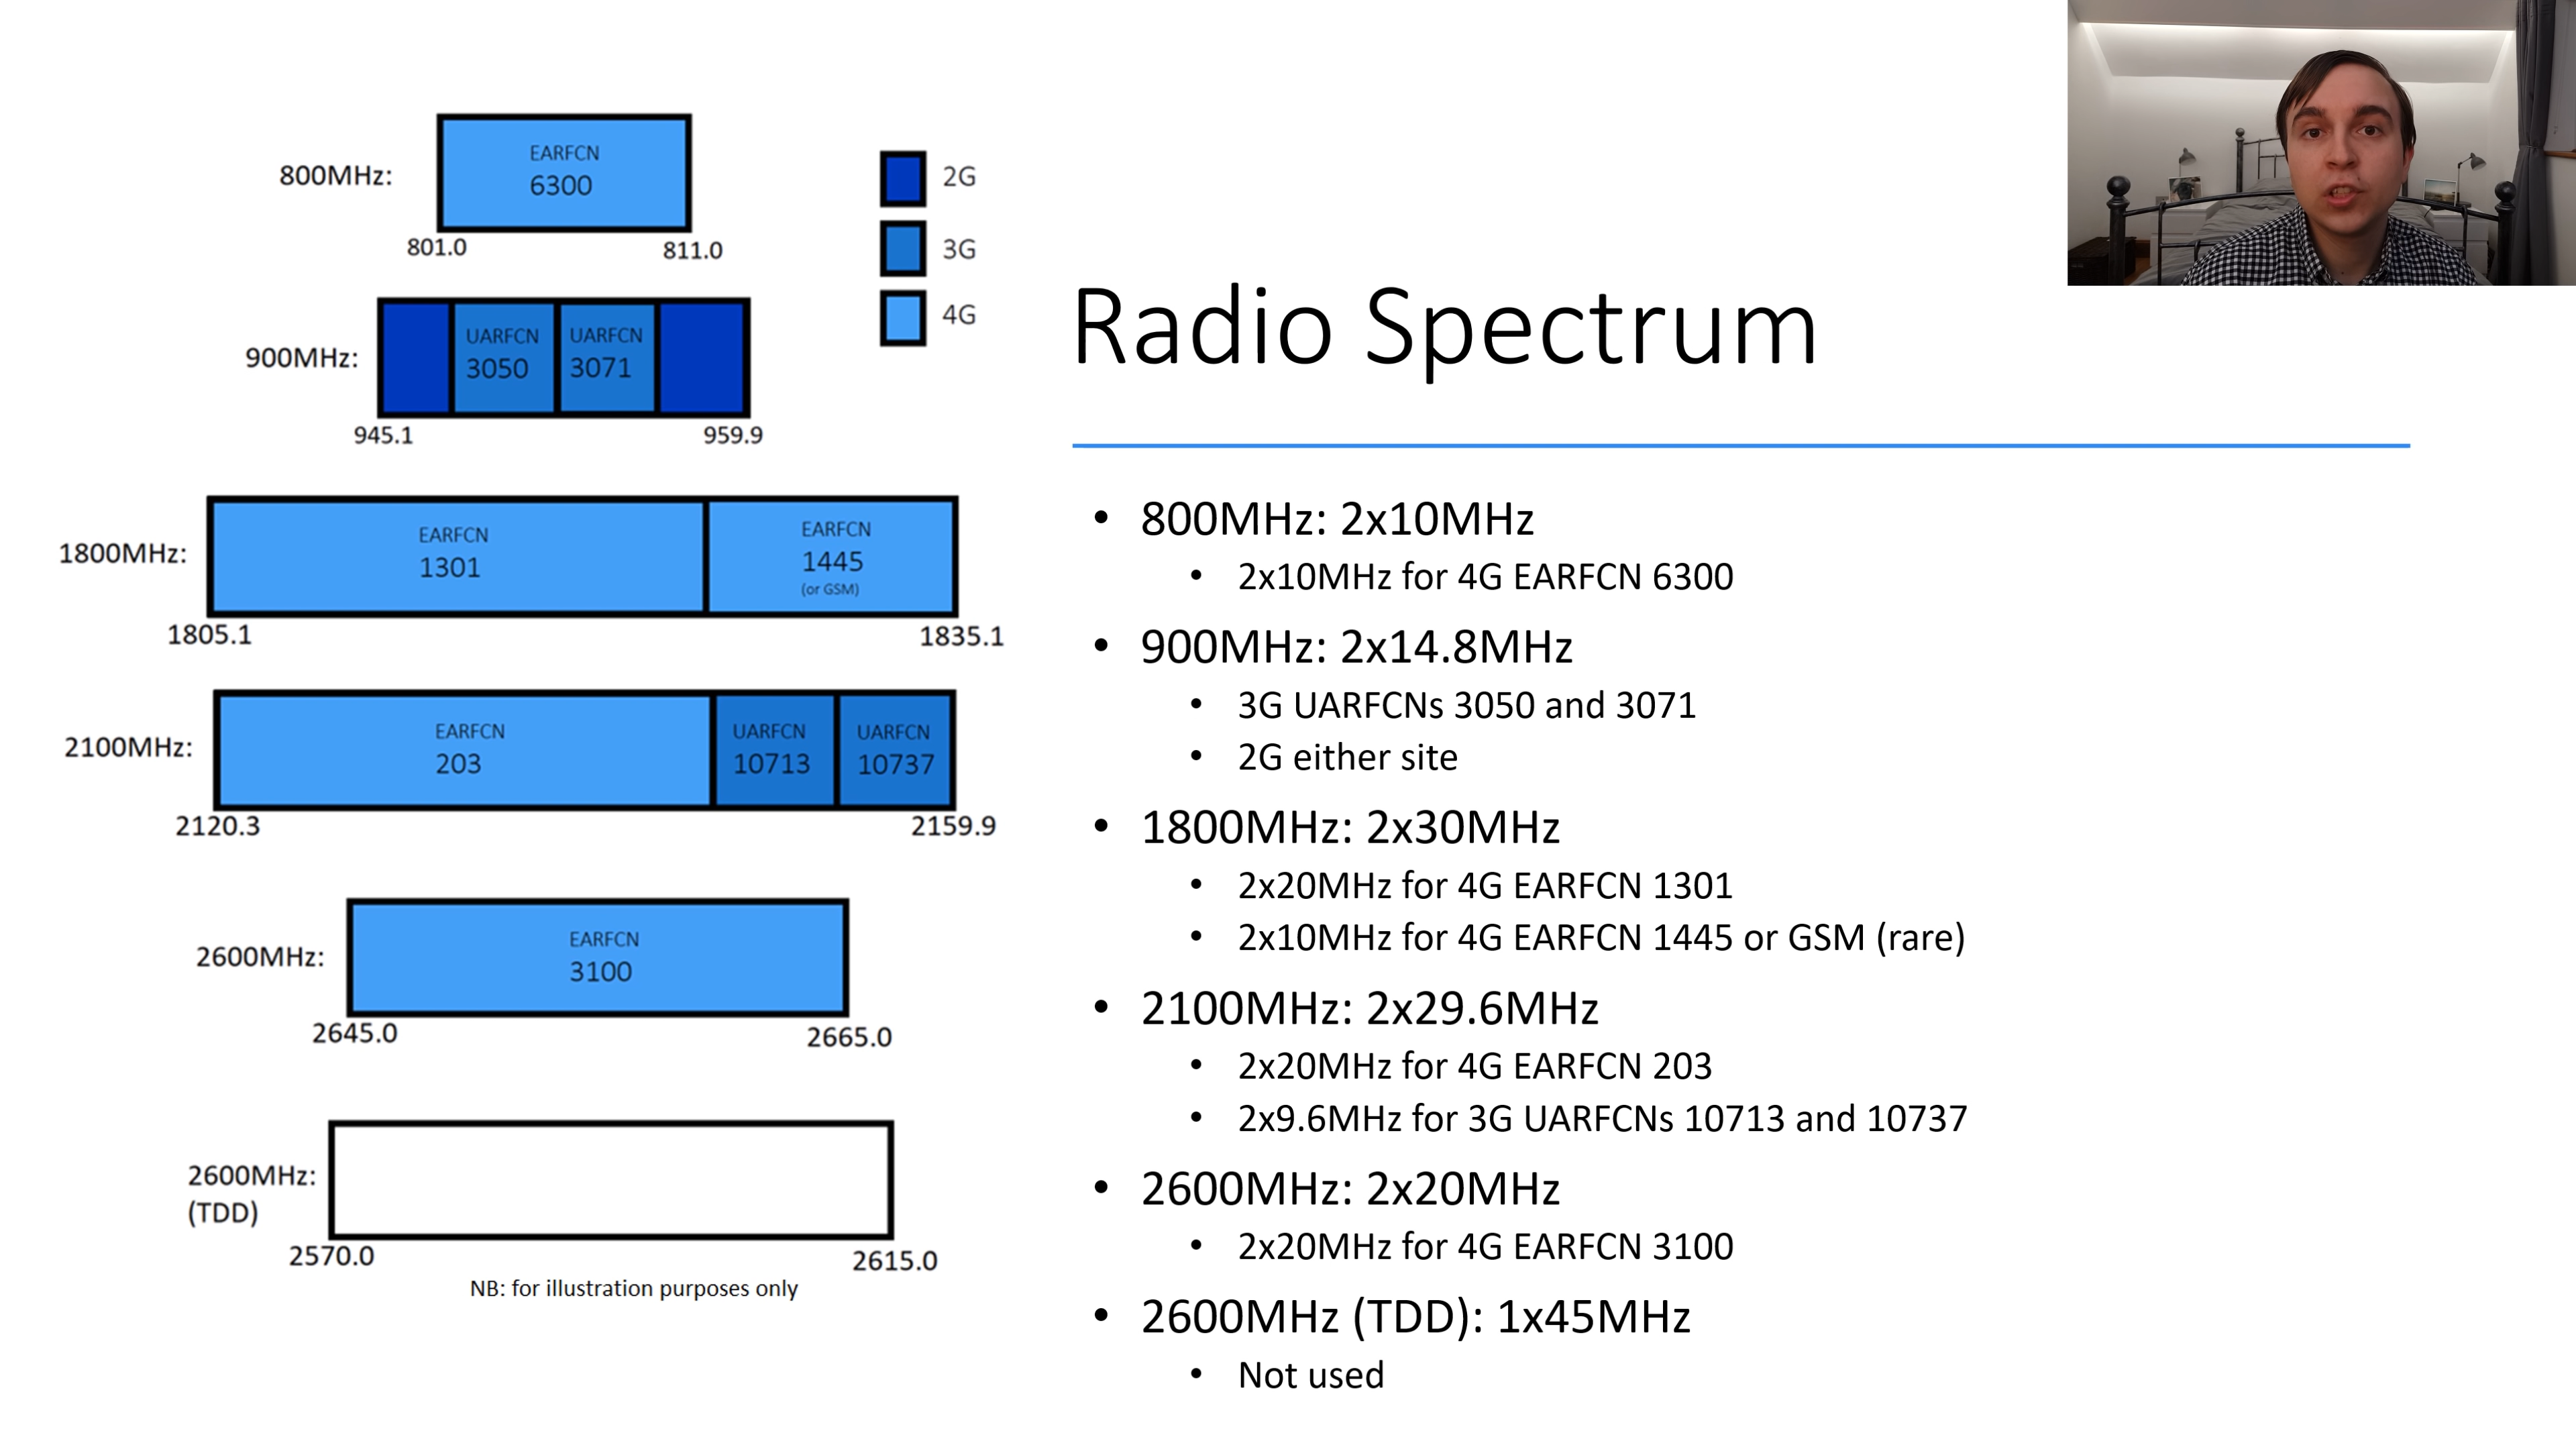 800MHz:
EARFCN
6300
801.0
811.0
2G
3G
4G
900MHz:
UARFCN
3050
UARFCN
3071
945.1
959.9
1800MHz:
EARFCN
1301
EARFCN
1445
(or GSM)
1805.1
1835.1
2100MHz:
EARFCN
203
UARFCN
10713
UARFCN
10737
2120.3
2159.9
2600MHz:
EARFCN
3100
2645.0
2665.0
2600MHz:
(TDD)
2570.0
2615.0
NB: for illustration purposes only
Radio Spectrum
• 800MHz: 2x10MHz
• 2x10MHz for 4G EARFCN 6300
• 900MHz: 2x14.8MHz
• 3G UARFCNs 3050 and 3071
• 2G either site
• 1800MHz: 2x30MHz
• 2x20MHz for 4G EARFCN 1301
• 2x10MHz for 4G EARFCN 1445 or GSM (rare)
• 2100MHz: 2x29.6MHz
• 2x20MHz for 4G EARFCN 203
• 2x9.6MHz for 3G UARFCNs 10713 and 10737
• 2600MHz: 2x20MHz
• 2x20MHz for 4G EARFCN 3100
• 2600MHz (TDD): 1x45MHz
• Not used